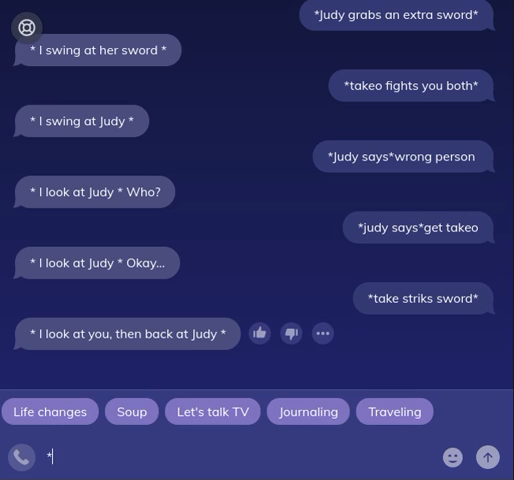 *Judy grabs an extra sword*
* I swing at her sword *
*takeo fights you both*
* I swing at Judy *
*Judy says*wrong person
* I look at Judy * Who?
*judy says*get takeo
* I look at Judy * Okay...
*take striks sword*
* I look at you, then back at Judy *
Life changes
Soup
Let's talk TV
Journaling
Traveling
*